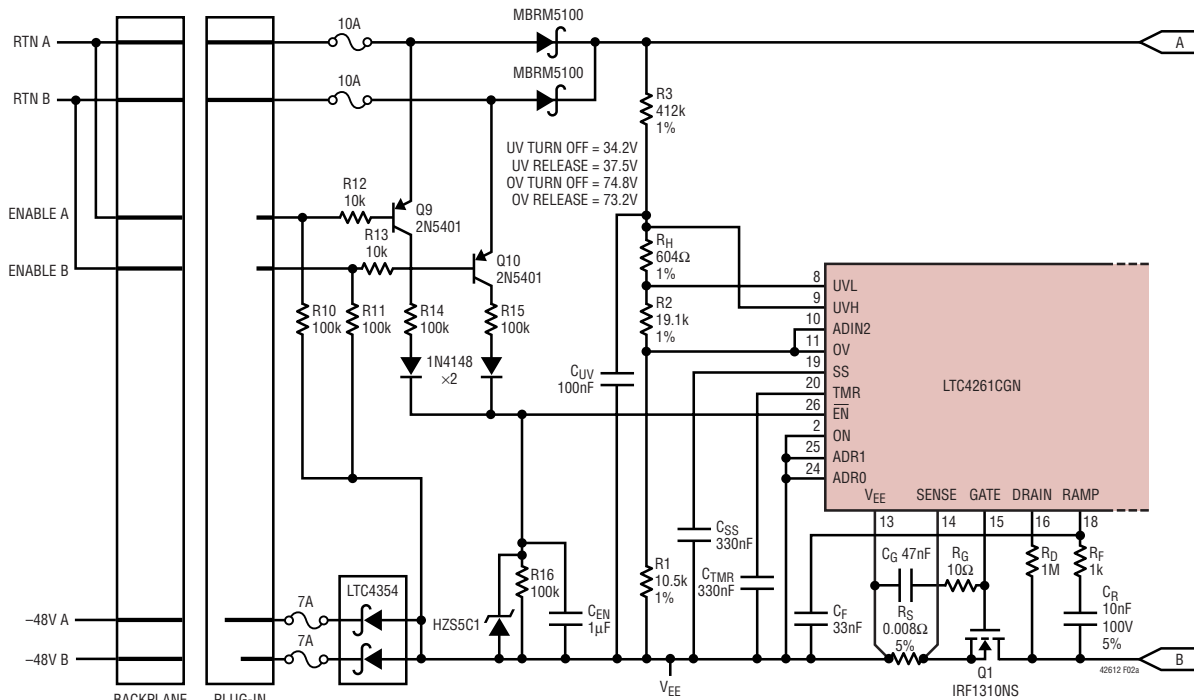 RTN A
RTN B
ENABLE A
ENABLE B
–48V A
–48V B
BACKPLANE
PLUG-IN
10A
10A
MBRM5100
MBRM5100
R3
412k
1%
UV TURN OFF = 34.2V
UV RELEASE = 37.5V
OV TURN OFF = 74.8V
OV RELEASE = 73.2V
R12
10k
Q9
2N5401
R13
10k
Q10
2N5401
R10
100k
R11
100k
R14
100k
R15
100k
1N4148
×2
RH
604Ω
1%
R2
19.1k
1%
CUV
100nF
8
UVL
9
UVH
10
ADIN2
11
OV
19
SS
20
TMR
26
EN
2
ON
25
ADR1
24
ADR0
LTC4261CGN
VEE
SENSE
GATE
DRAIN
RAMP
13
14
15
16
18
CSS
330nF
CTMR
330nF
R1
10.5k
1%
CG 47nF
RG
10Ω
RD
1M
RF
1k
RS
0.008Ω
5%
CF
33nF
CR
10nF
100V
5%
7A
7A
LTC4354
HZS5C1
R16
100k
CEN
1µF
VEE
Q1
IRF1310NS
42612 F02a
A
B